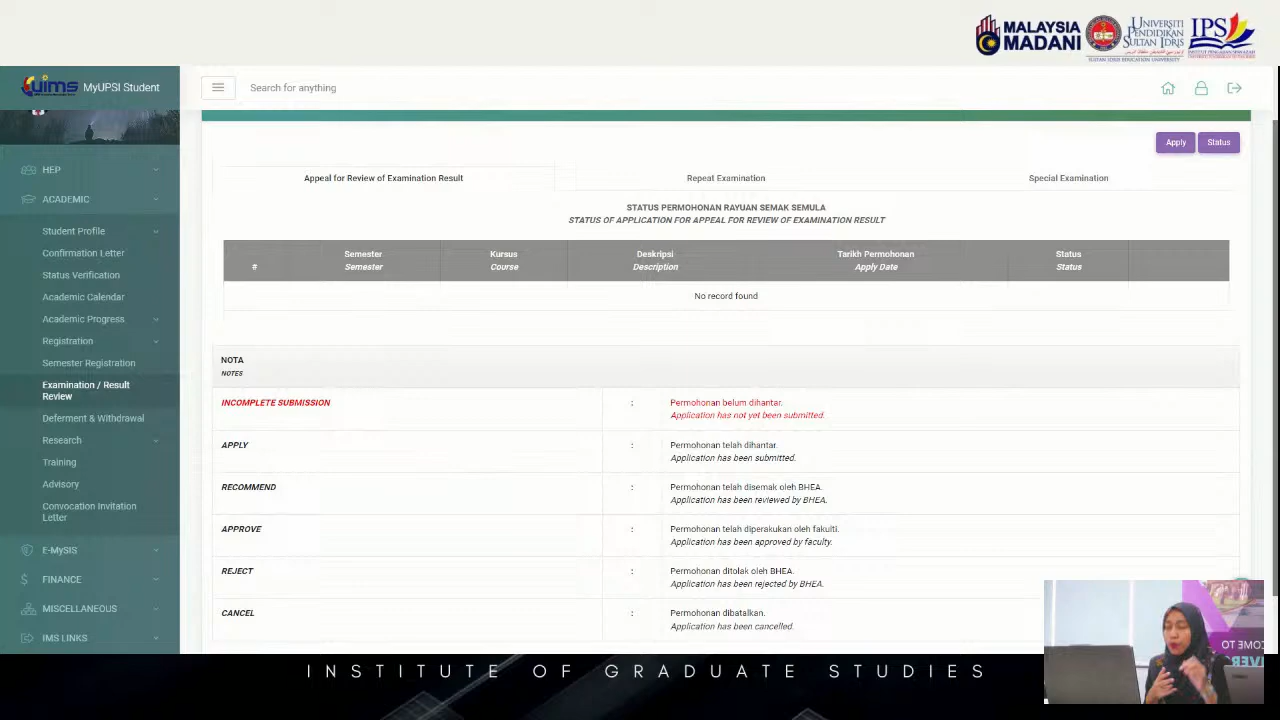 MALAYSIA
MADANI
UNIVERSITI
PENDIDIKAN
SULTAN IDRIS
SULTAN IDRIS EDUCATION UNIVERSITY
IPS
INSTITUT PENGAJIAN SISWAZAH
uims MyUPSI Student
Search for anything
HEP
ACADEMIC
Student Profile
Confirmation Letter
Status Verification
Academic Calendar
Academic Progress
Registration
Semester Registration
Examination / Result
Review
Deferment & Withdrawal
Research
Training
Advisory
Convocation Invitation
Letter
E-MySIS
FINANCE
MISCELLANEOUS
IMS LINKS
Apply Status
Appeal for Review of Examination Result Repeat Examination Special Examination
STATUS PERMOHONAN RAYUAN SEMAK SEMULA
STATUS OF APPLICATION FOR APPEAL FOR REVIEW OF EXAMINATION RESULT
Semester Kursus Deskripsi Tarikh Permohonan Status
# Semester Course Description Apply Date Status
No record found
NOTA
NOTES
INCOMPLETE SUBMISSION : Permohonan belum dihantar.
Application has not yet been submitted.
APPLY : Permohonan telah dihantar.
Application has been submitted.
RECOMMEND : Permohonan telah disemak oleh BHEA.
Application has been reviewed by BHEA.
APPROVE : Permohonan telah diperakukan oleh fakulti.
Application has been approved by faculty.
REJECT : Permohonan ditolak oleh BHEA.
Application has been rejected by BHEA.
CANCEL : Permohonan dibatalkan.
Application has been cancelled.
INSTITUTE OF GRADUATE STUDIES